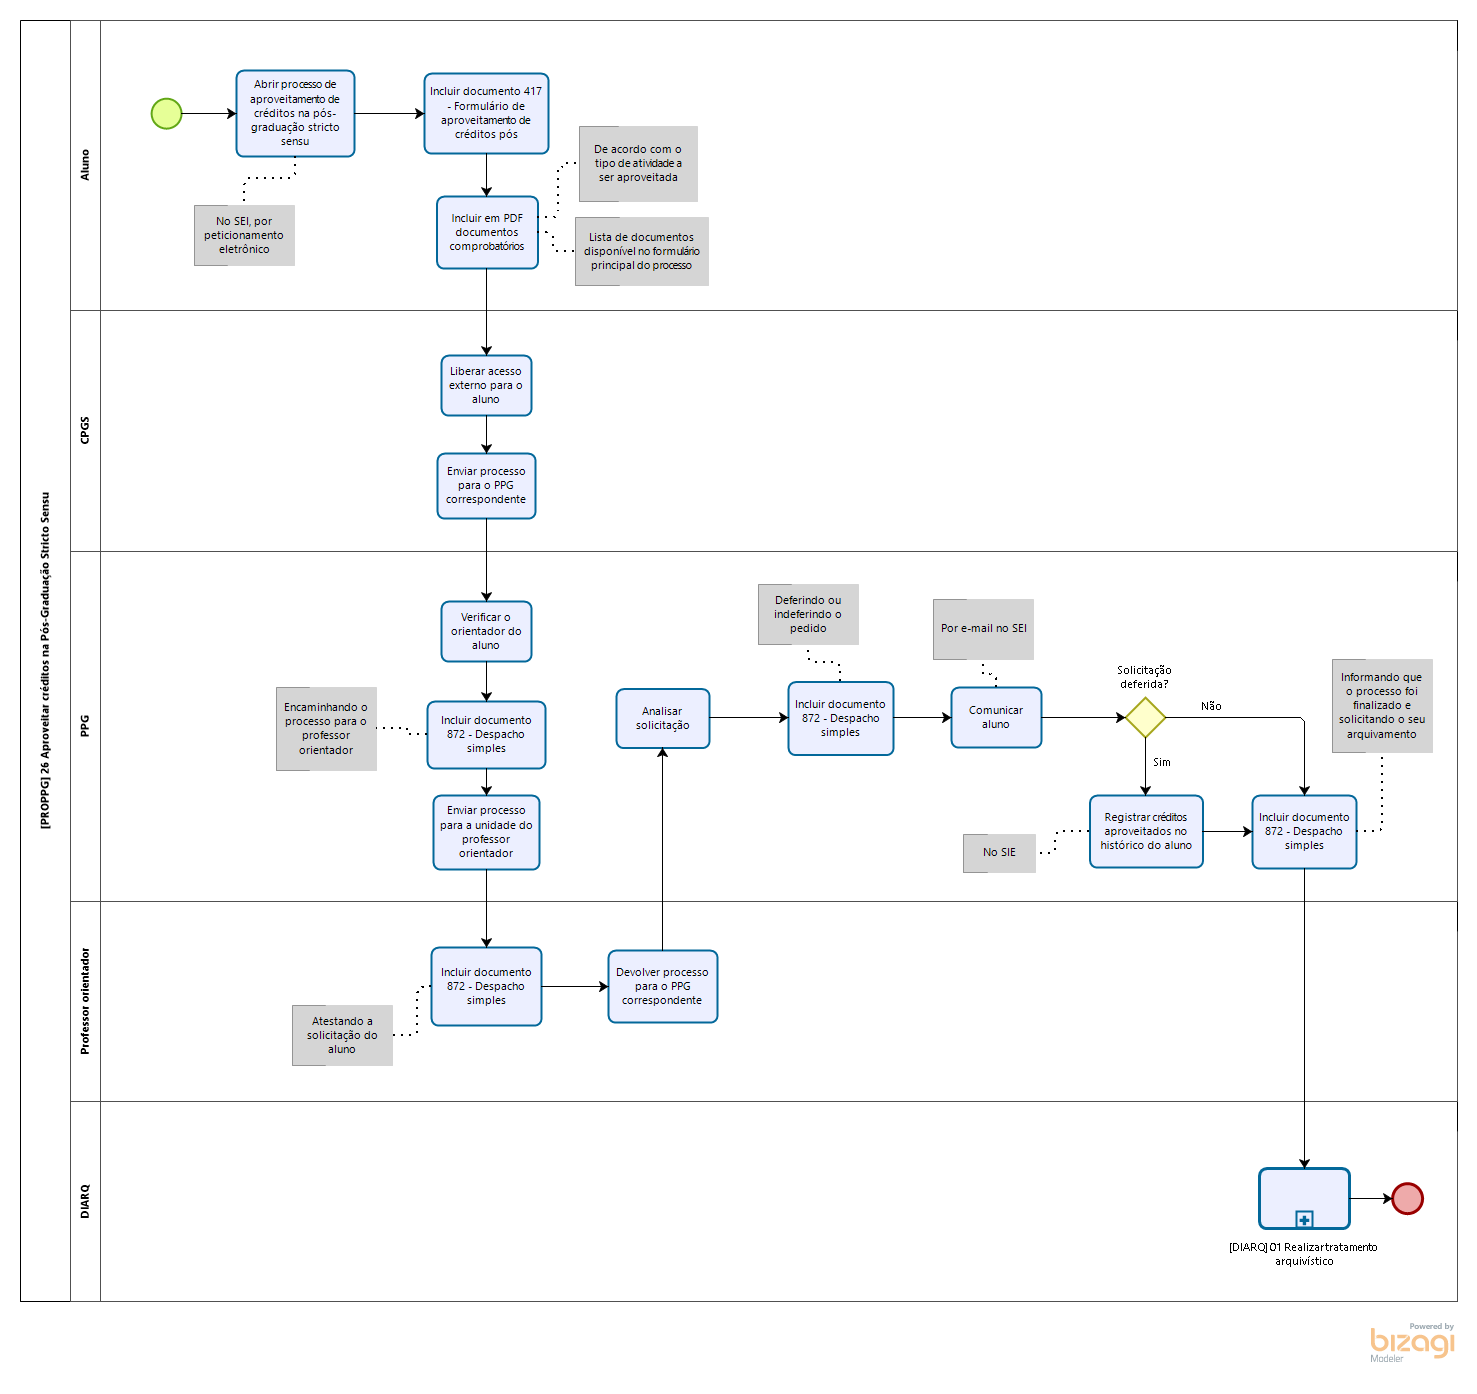 [PROPPG] 26 Aproveitar créditos na Pós-Graduação Stricto Sensu
Aluno
Abrir processo de
aproveitamento de
créditos na pós-
graduação stricto
sensu
Incluir documento 417
- Formulário de
aproveitamento de
créditos pós
De acordo com o
tipo de atividade a
ser aproveitada
No SEI, por
peticionamento
eletrônico
Incluir em PDF
documentos
comprobatórios
Lista de documentos
disponível no formulário
principal do processo
CPGS
Liberar acesso
externo para o
aluno
Enviar processo
para o PPG
correspondente
PPG
Verificar o
orientador do
aluno
Encaminhando o
processo para o
professor
orientador
Incluir documento
872 - Despacho
simples
Enviar processo
para a unidade do
professor
orientador
Analisar
solicitação
Deferindo ou
indeferindo o
pedido
Incluir documento
872 - Despacho
simples
Por e-mail no SEI
Comunicar
aluno
Solicitação
deferida?
Não
Sim
Informando que
o processo foi
finalizado e
solicitando o seu
arquivamento
No SIE
Registrar créditos
aproveitados no
histórico do aluno
Incluir documento
872 - Despacho
simples
Professor orientador
Incluir documento
872 - Despacho
simples
Atestando a
solicitação do
aluno
Devolver processo
para o PPG
correspondente
DIARQ
[DIARQ] 01 Realizar tratamento
arquivístico
Powered by
bizagi
Modeler